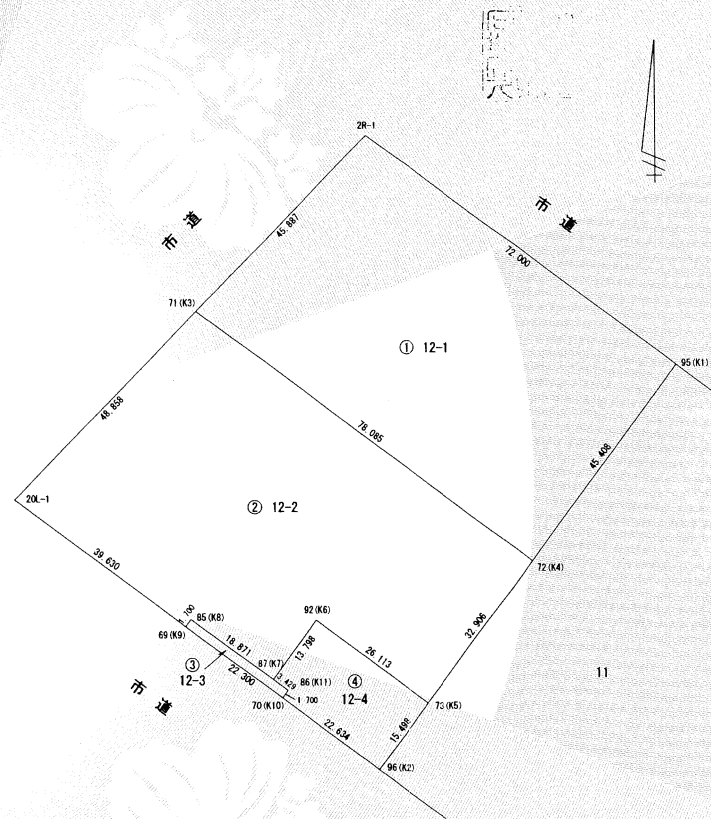 2R-1
市道
45.887
市道
72.000
71(K3)
① 12-1
95(K1)
48.858
78.085
45.408
20L-1
② 12-2
72(K4)
39.630
92(K6)
85(K8)
32.906
69(K9)
18.871
13.798
26.113
87(K7)
③
12-3
22.300
3.429
86(K11)
④
12-4
11
市道
70(K10)
1.700
22.634
15.498
73(K5)
96(K2)